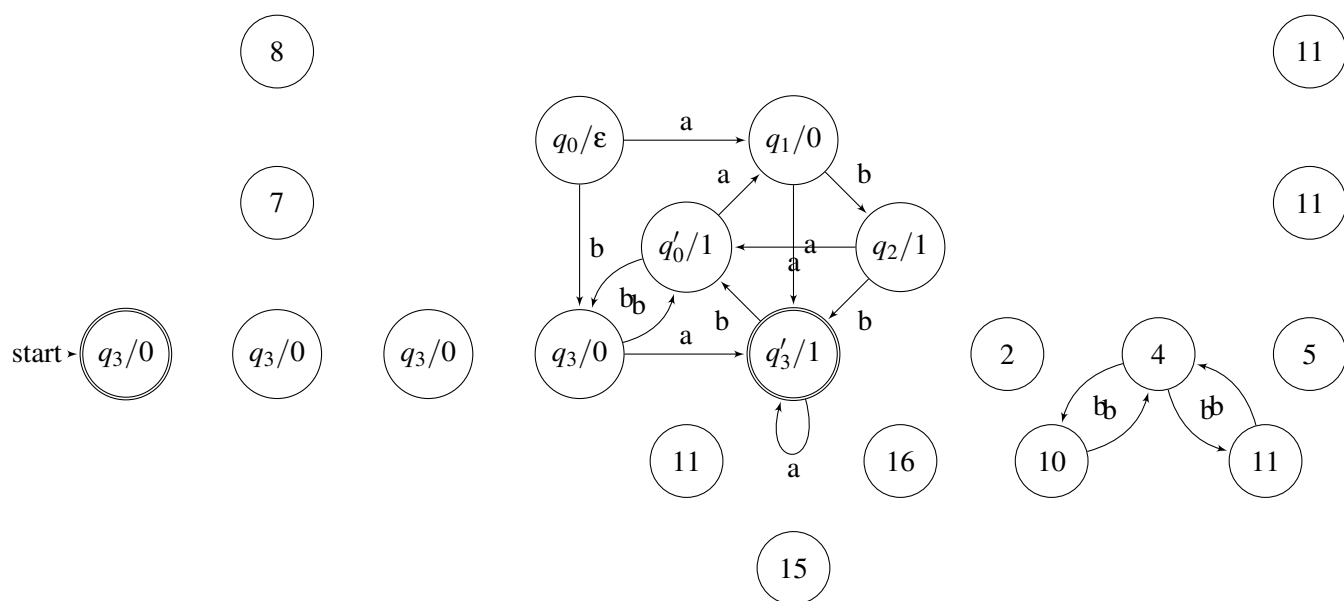 8 11
a
q₀/ε q₁/0
a b
7 11
b q′₀/1 a q₂/1
a
b b
b b
start q₃/0 q₃/0 q₃/0 q₃/0 a q′₃/1 2 4 5
b b b b
11 16 10 11
a
15